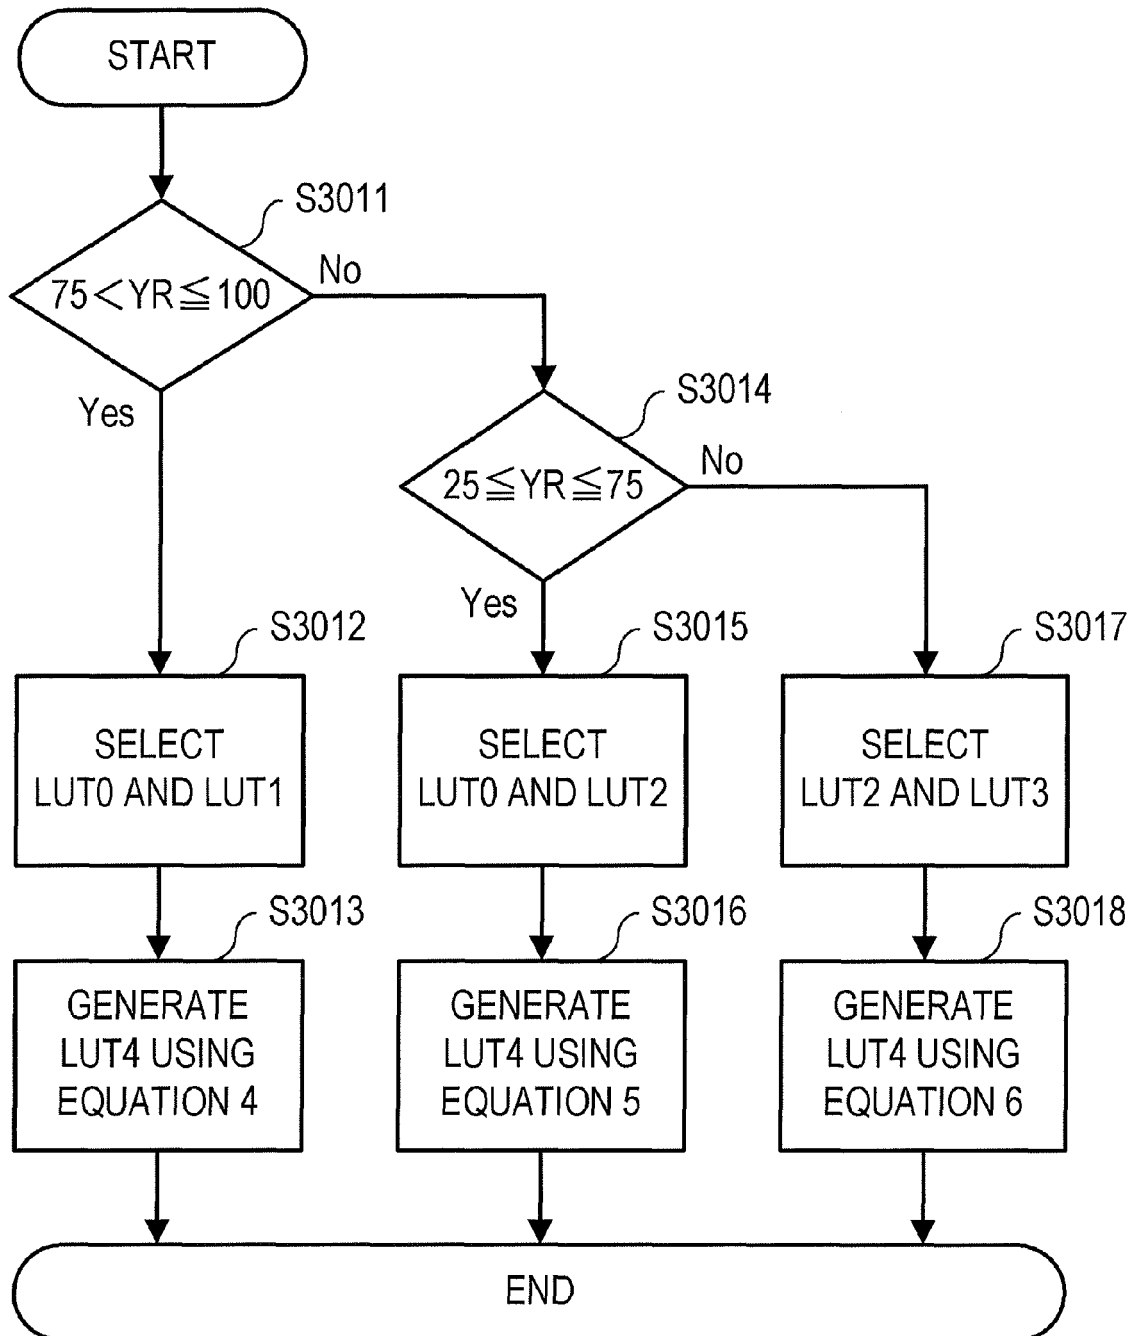 START
S3011
75<YR≦100
No
Yes
S3014
25≦YR≦75
No
Yes
S3012
SELECT
LUT0 AND LUT1
S3015
SELECT
LUT0 AND LUT2
S3017
SELECT
LUT2 AND LUT3
S3013
GENERATE
LUT4 USING
EQUATION 4
S3016
GENERATE
LUT4 USING
EQUATION 5
S3018
GENERATE
LUT4 USING
EQUATION 6
END